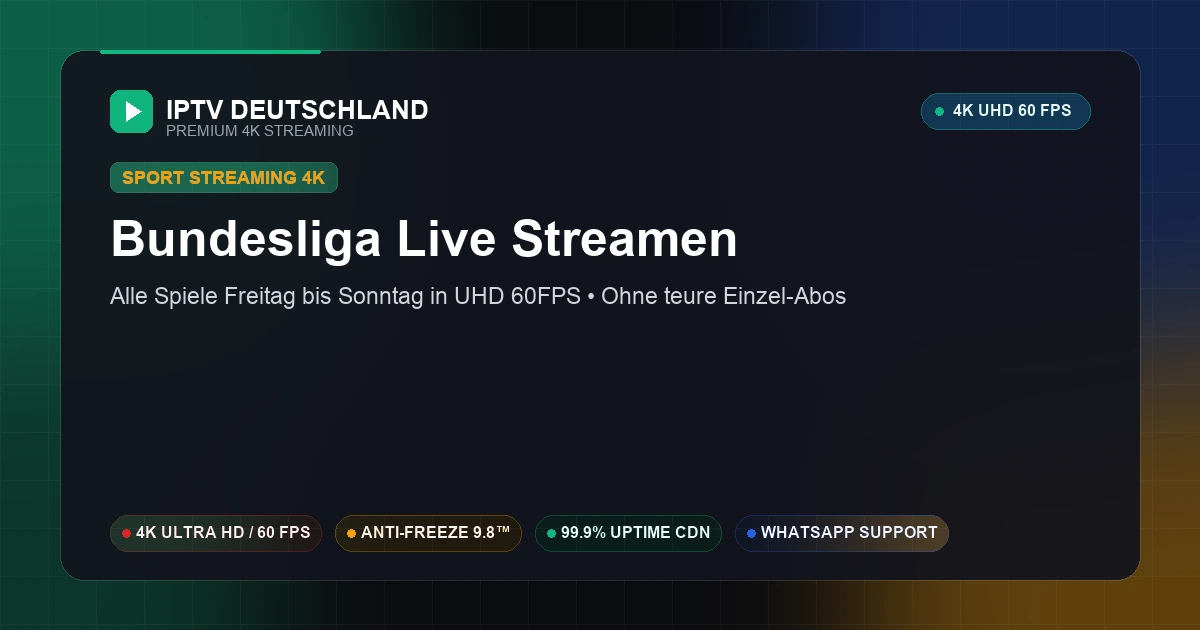 IPTV DEUTSCHLAND
PREMIUM 4K STREAMING
4K UHD 60 FPS
SPORT STREAMING 4K
Bundesliga Live Streamen
Alle Spiele Freitag bis Sonntag in UHD 60FPS • Ohne teure Einzel-Abos
4K ULTRA HD / 60 FPS
ANTI-FREEZE 9.8™
99.9% UPTIME CDN
WHATSAPP SUPPORT